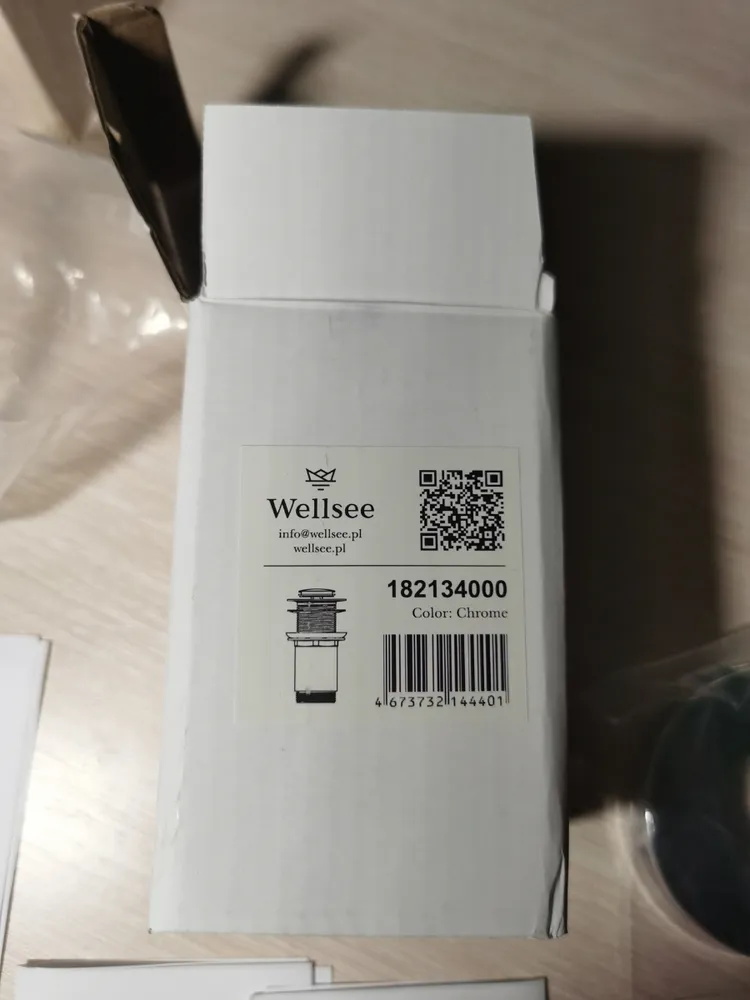 Wellsee
info@wellsee.pl
wellsee.pl
182134000
Color: Chrome
4 673732 144401